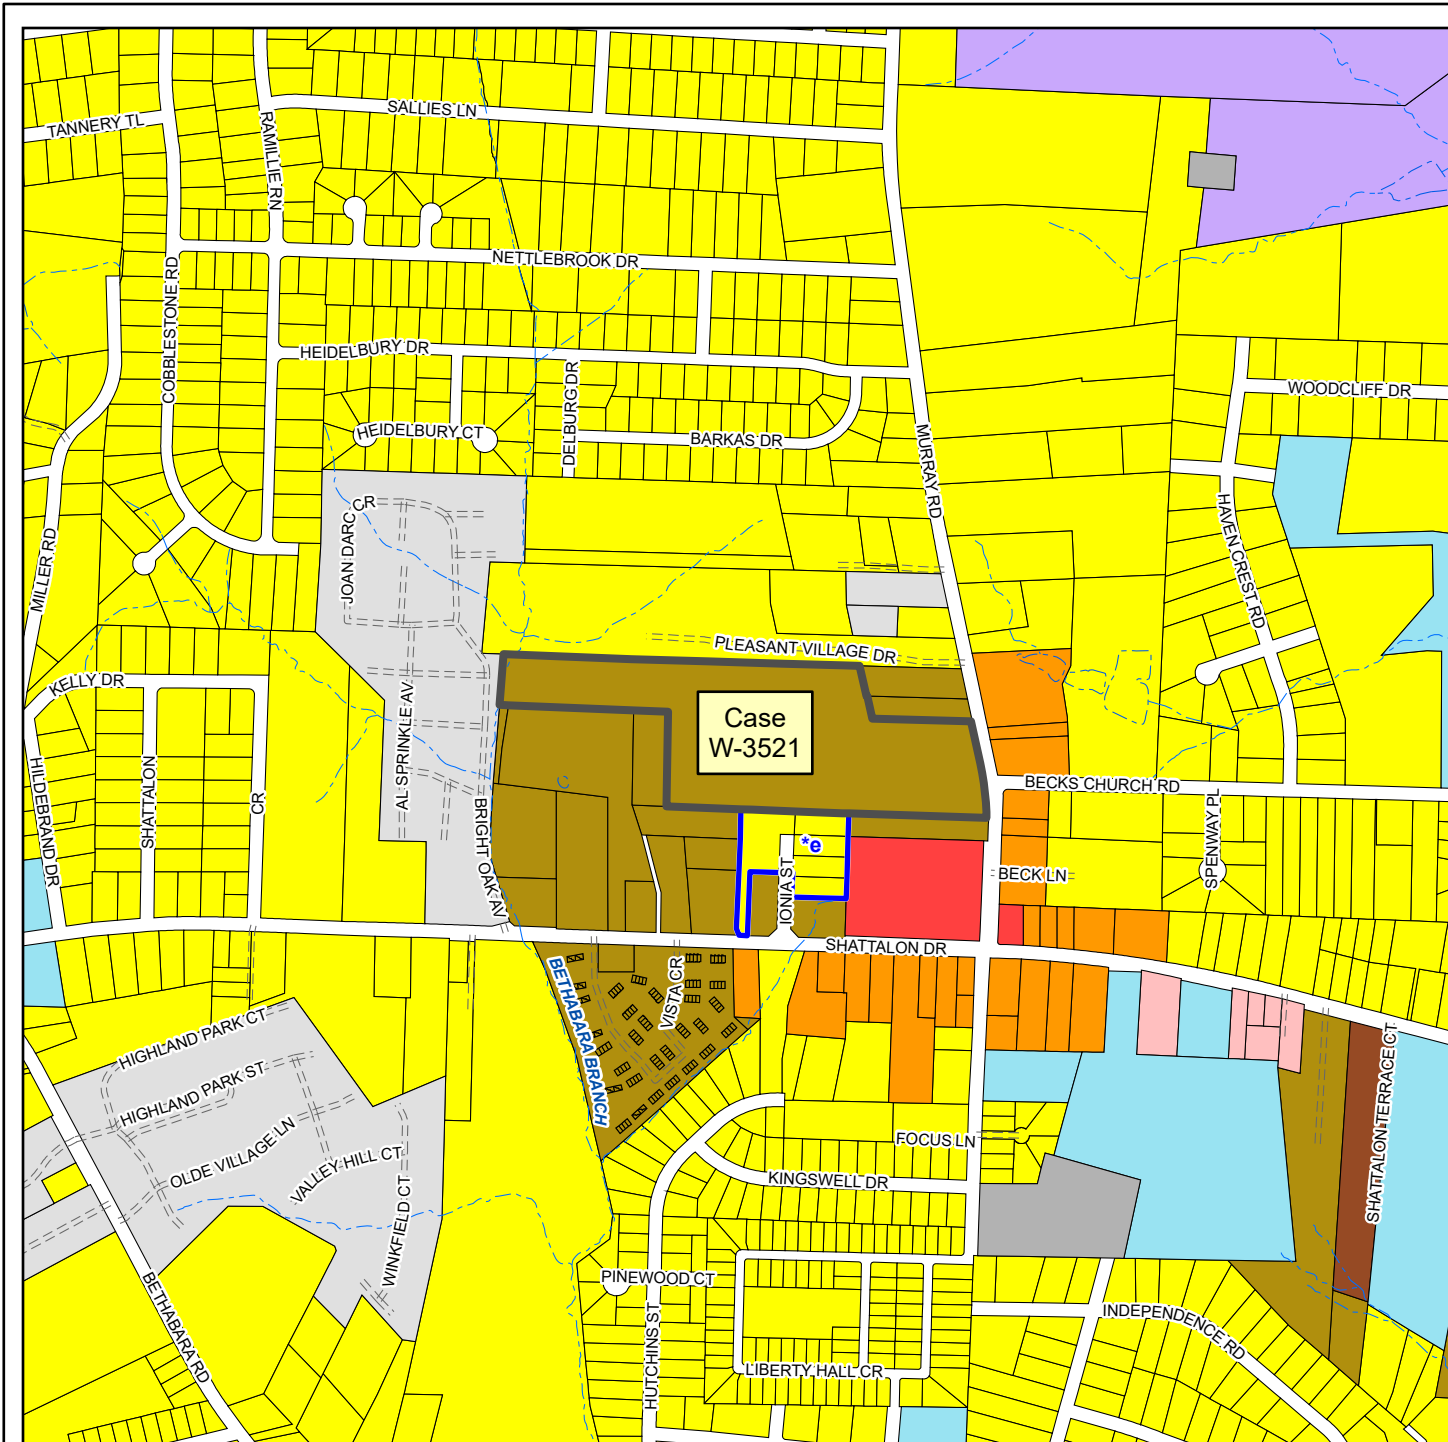 SALLIES LN
TANNERY TL
RAMILLIE RN
NETTLEBROOK DR
COBBLESTONE RD
HEIDELBURY DR
DELBURG DR
WOODCLIFF DR
HEIDELBURY CT
BARKAS DR
MURRAY RD
JOAN DARC CR
HAVEN CREST RD
MILLER RD
PLEASANT VILLAGE DR
KELLY DR
AL SPRINKLE AV
Case
W-3521
HILDEBRAND DR
SHATTALON
CR
BRIGHT OAK AV
BECKS CHURCH RD
SPENWAY PL
*e
IONIA ST
BECK LN
SHATTALON DR
BETHABARA BRANCH
VISTA CR
HIGHLAND PARK CT
HIGHLAND PARK ST
OLDE VILLAGE LN
VALLEY HILL CT
WINKFIELD CT
FOCUS LN
KINGSWELL DR
SHATTALON TERRACE CT
BETHABARA RD
PINEWOOD CT
HUTCHINS ST
INDEPENDENCE RD
LIBERTY HALL CR